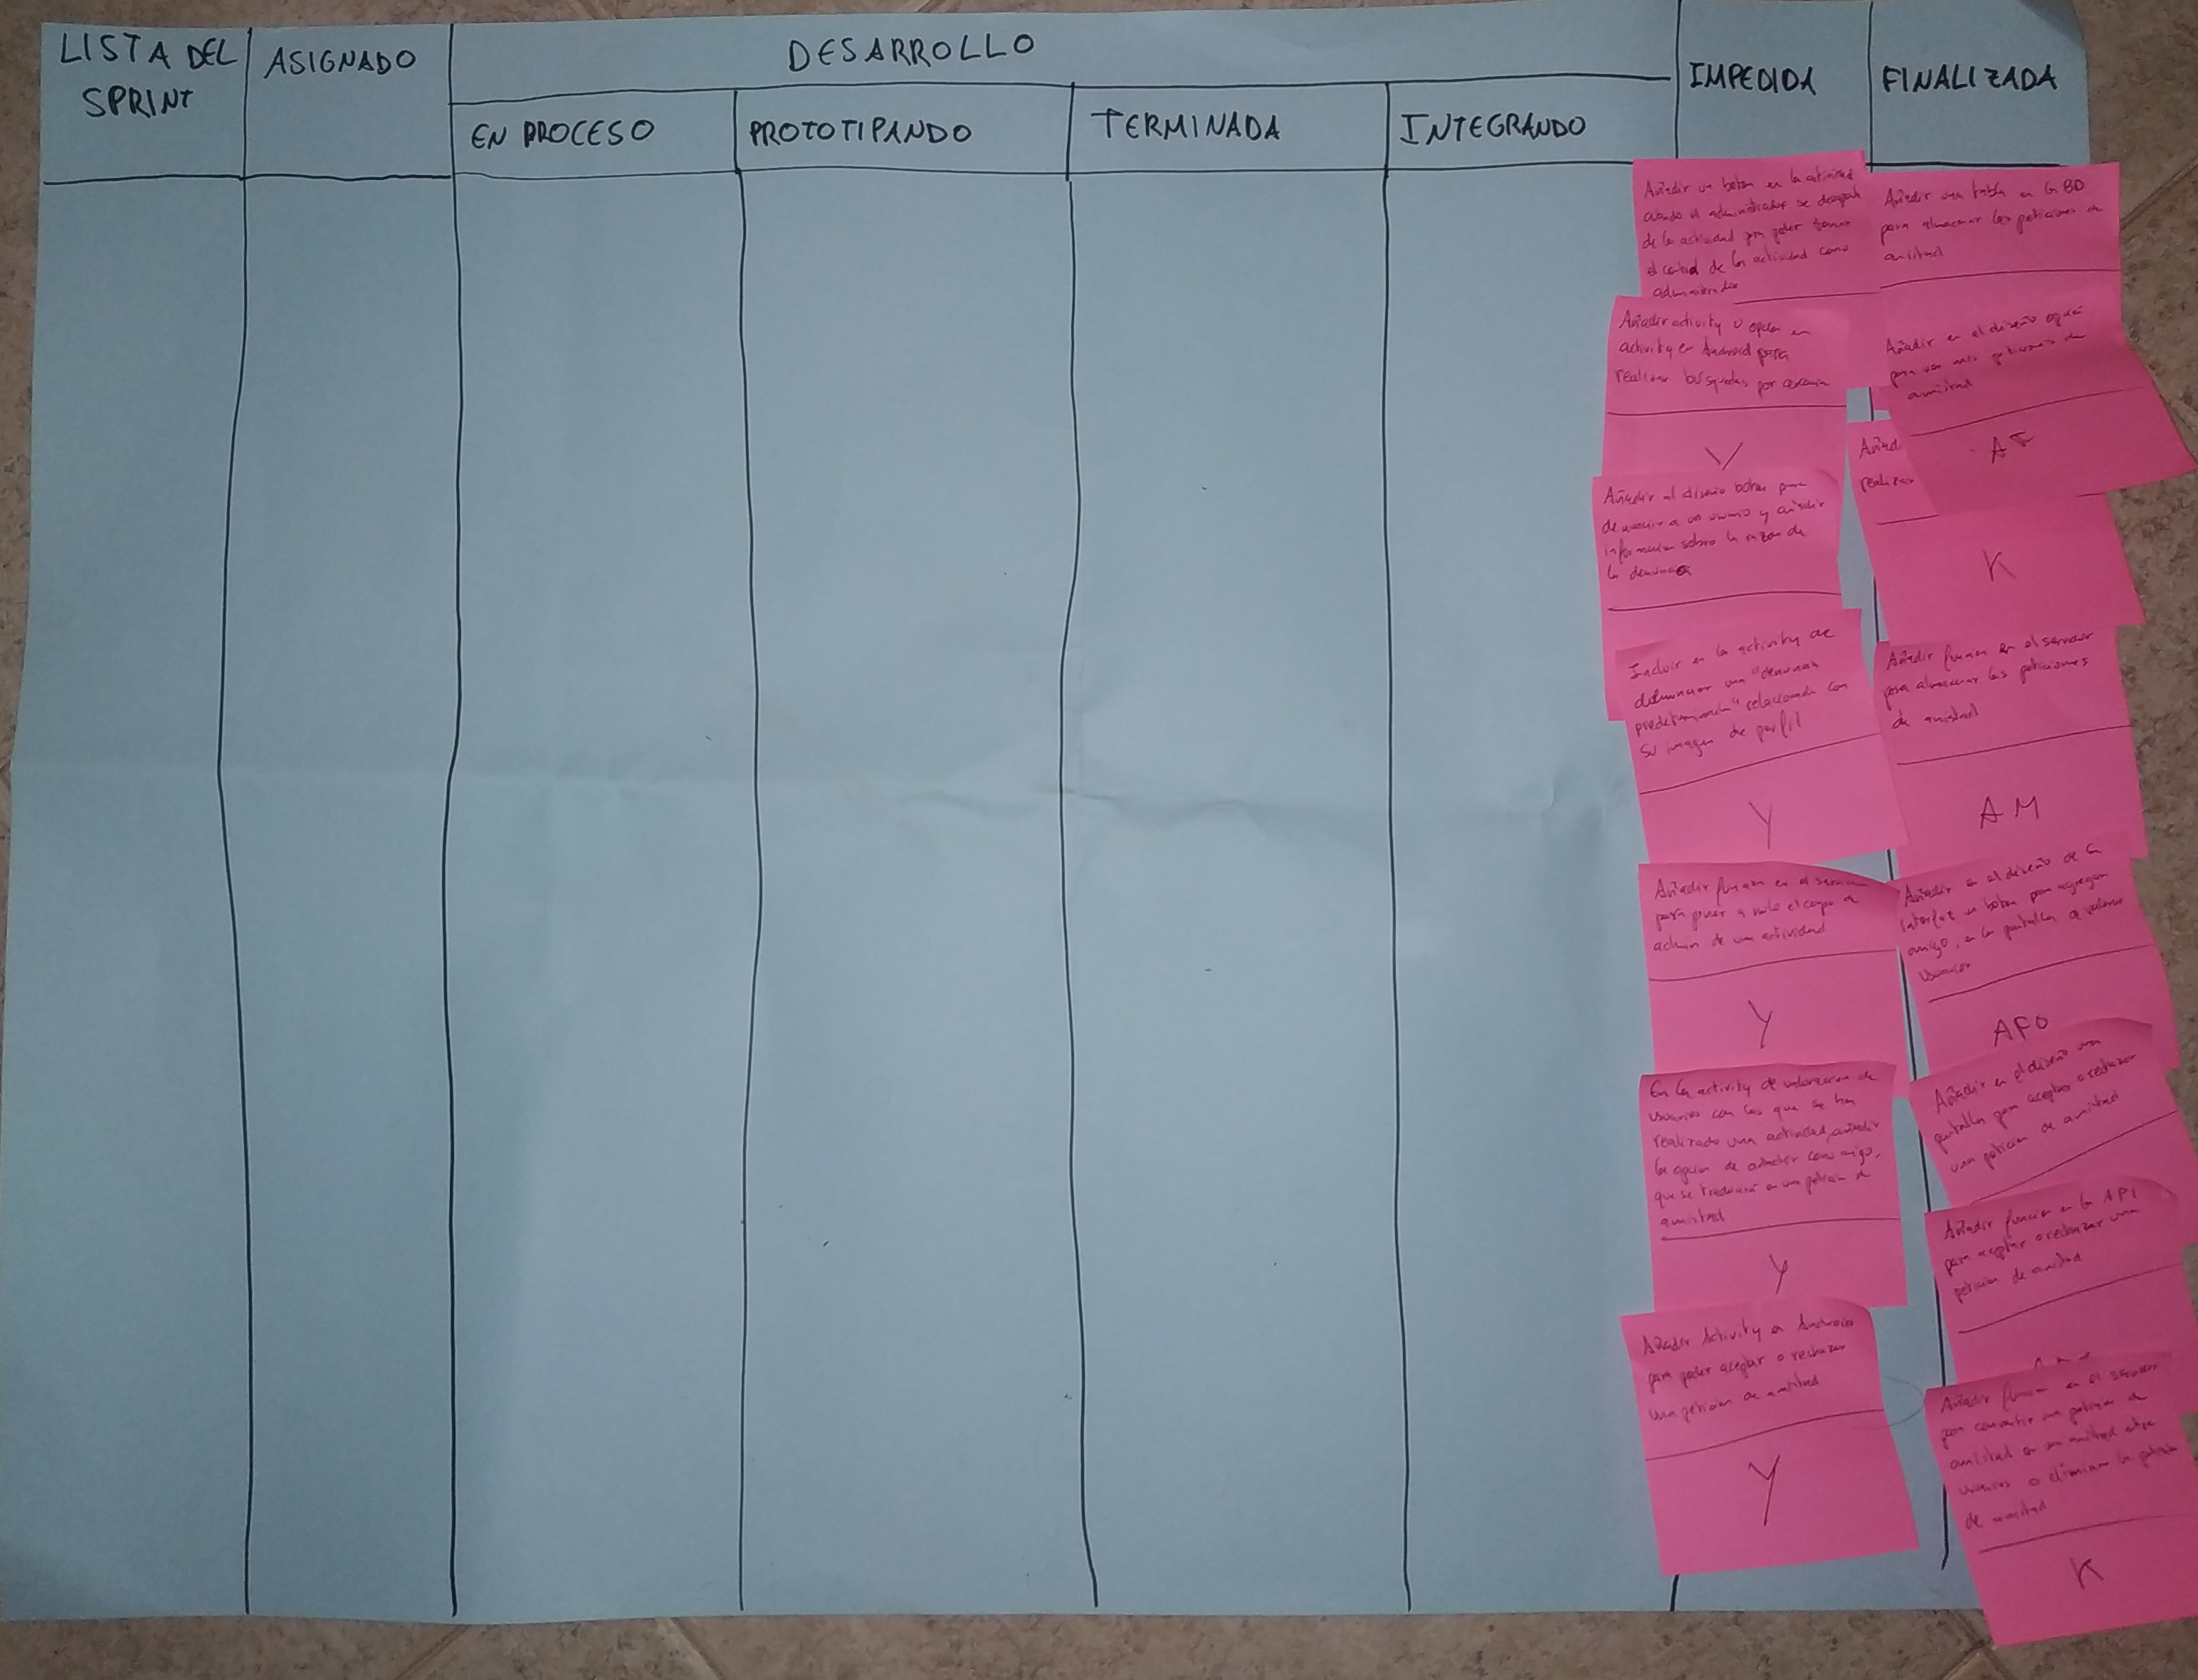 LISTA DEL
SPRINT
ASIGNADO
DESARROLLO
EN PROCESO
PROTOTIPANDO
TERMINADA
INTEGRANDO
IMPEDIDA
FINALIZADA
Añadir un boton en la actividad
cuando el administrador se
de la actividad para poder tomar
el control de la actividad como
administrador
Añadir activity u opcion en
activity en Android para
realizar busquedas por cercania
Y
Añadir al diseño boton para
denunciar a un usuario y añadir
informacion sobre la razon de
la denuncia
Incluir en la activity de
denunciar una "denuncia
predeterminada" relacionada con
su imagen de perfil
Y
Añadir funcion en el servidor
para poner a nulo el campo de
admin de una actividad
Y
En la activity de valoracion de
usuarios con los que se ha
realizado una actividad, añadir
la opcion de añadir como amigo,
que se traducirá en una peticion de
amistad
Y
Añadir Activity a Android
para poder aceptar o rechazar
una peticion de amistad
Y
Añadir una tabla en la BD
para almacenar las peticiones de
amistad
Añadir en el diseño opcion
para ver mis peticiones de
amistad
AF
Añad
realizar
K
Añadir funcion en el servidor
para almacenar las peticiones
de amistad
AM
Añadir en el diseño de la
interfaz un boton para agregar
amigo, en la pantalla de valorar
usuarios
AFO
Añadir en el diseño una
pantalla para aceptar o rechazar
una peticion de amistad
Añadir funcion en la API
para aceptar o rechazar una
peticion de amistad
Añadir funcion en el servidor
para convertir una peticion de
amistad en una amistad entre
usuarios o eliminar la peticion
de amistad
K